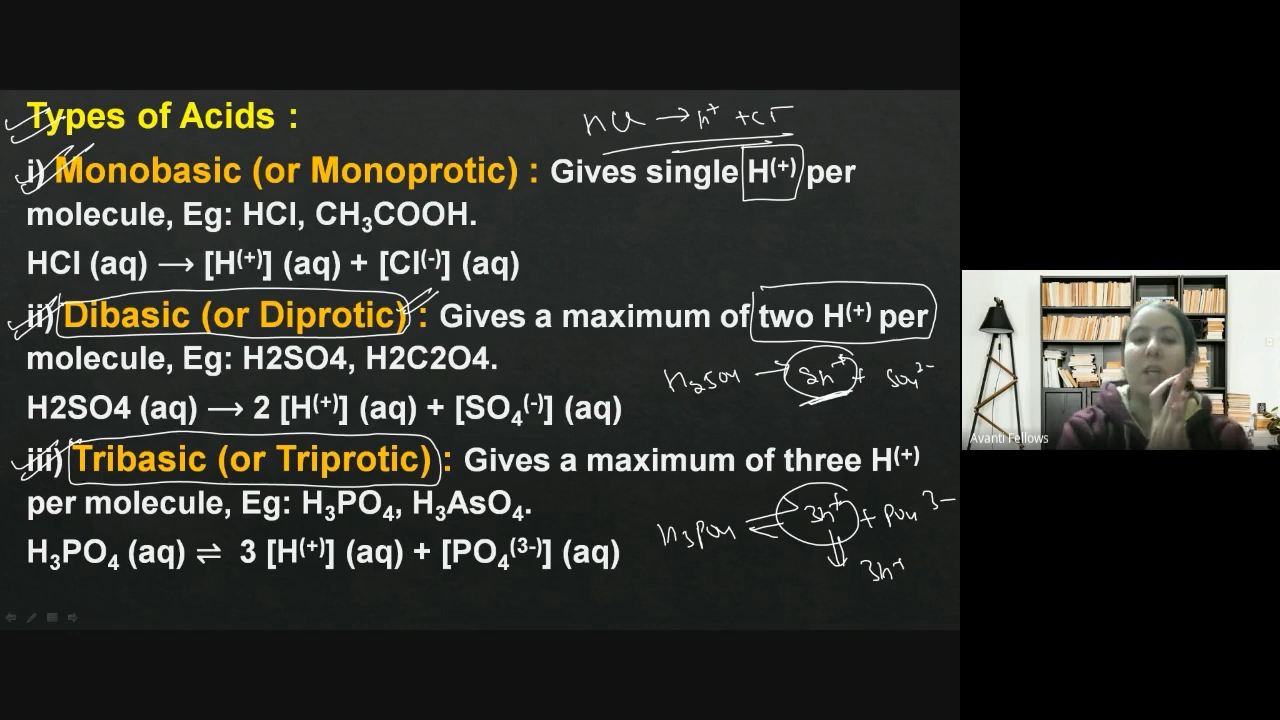 Types of Acids :
HCl → H⁺ + Cl⁻
i) Monobasic (or Monoprotic) : Gives single H⁽⁺⁾ per
molecule, Eg: HCl, CH₃COOH.
HCl (aq) ⟶ [H⁽⁺⁾] (aq) + [Cl⁽⁻⁾] (aq)
ii) Dibasic (or Diprotic) : Gives a maximum of two H⁽⁺⁾ per
molecule, Eg: H2SO4, H2C2O4.
H₂SO₄ → 2H⁺ + SO₄²⁻
H2SO4 (aq) ⟶ 2 [H⁽⁺⁾] (aq) + [SO₄⁽⁻⁾] (aq)
iii) Tribasic (or Triprotic) : Gives a maximum of three H⁽⁺⁾
per molecule, Eg: H₃PO₄, H₃AsO₄.
H₃PO₄ ⇌ 3H⁺ + PO₄³⁻
H₃PO₄ (aq) ⇌ 3 [H⁽⁺⁾] (aq) + [PO₄⁽³⁻⁾] (aq)
3H⁺
Avanti Fellows